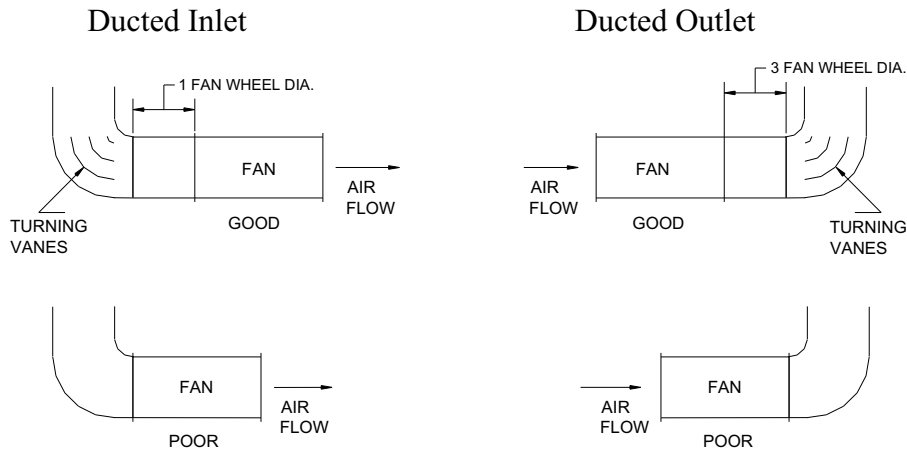 Ducted Inlet
1 FAN WHEEL DIA.
FAN
AIR
FLOW
TURNING
VANES
GOOD
Ducted Outlet
3 FAN WHEEL DIA.
FAN
AIR
FLOW
GOOD
TURNING
VANES
FAN
AIR
FLOW
POOR
FAN
AIR
FLOW
POOR